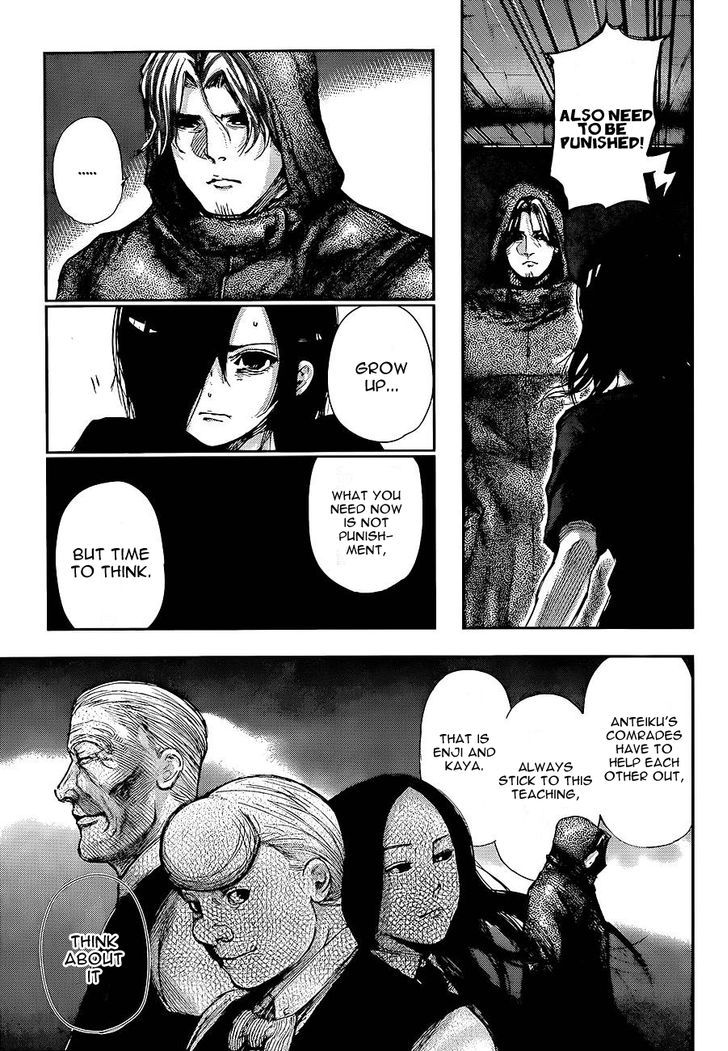 ALSO NEED
TO BE
PUNISHED!
......
GROW
UP...
WHAT YOU
NEED NOW
IS NOT
PUNISH-
MENT,
BUT TIME
TO THINK.
ANTEIKU'S
COMRADES
HAVE TO
HELP EACH
OTHER OUT,
ALWAYS
STICK TO THIS
TEACHING,
THAT IS
ENJI AND
KAYA.
THINK
ABOUT
IT